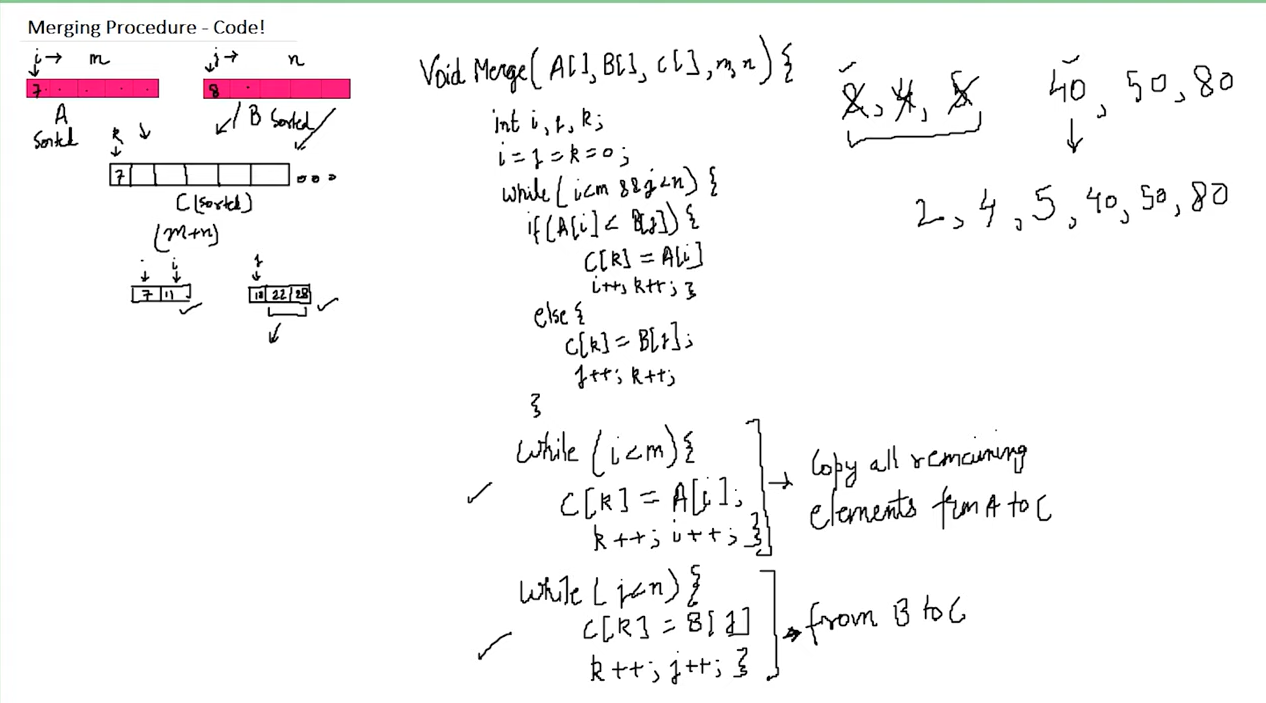 Merging Procedure - Code!
i → m
j → n
7
8
A
Sorted
B Sorted
k
7
C (sorted)
(m+n)
i
7 11
j
18 22 28
Void Merge( A[], B[], C[], m, n) {
int i, j, k;
i = j = k = 0;
while (i<m && j<n) {
if (A[i] < B[j]) {
C[k] = A[i]
i++, k++; }
else {
C[k] = B[j];
j++; k++;
}
while (i<m) {
C[k] = A[i];
k++; i++; }
while ( j<n) {
C[k] = B[j]
k++; j++; }
Copy all remaining
elements from A to C
from B to C
2, 4, 5
40, 50, 80
2, 4, 5, 40, 50, 80